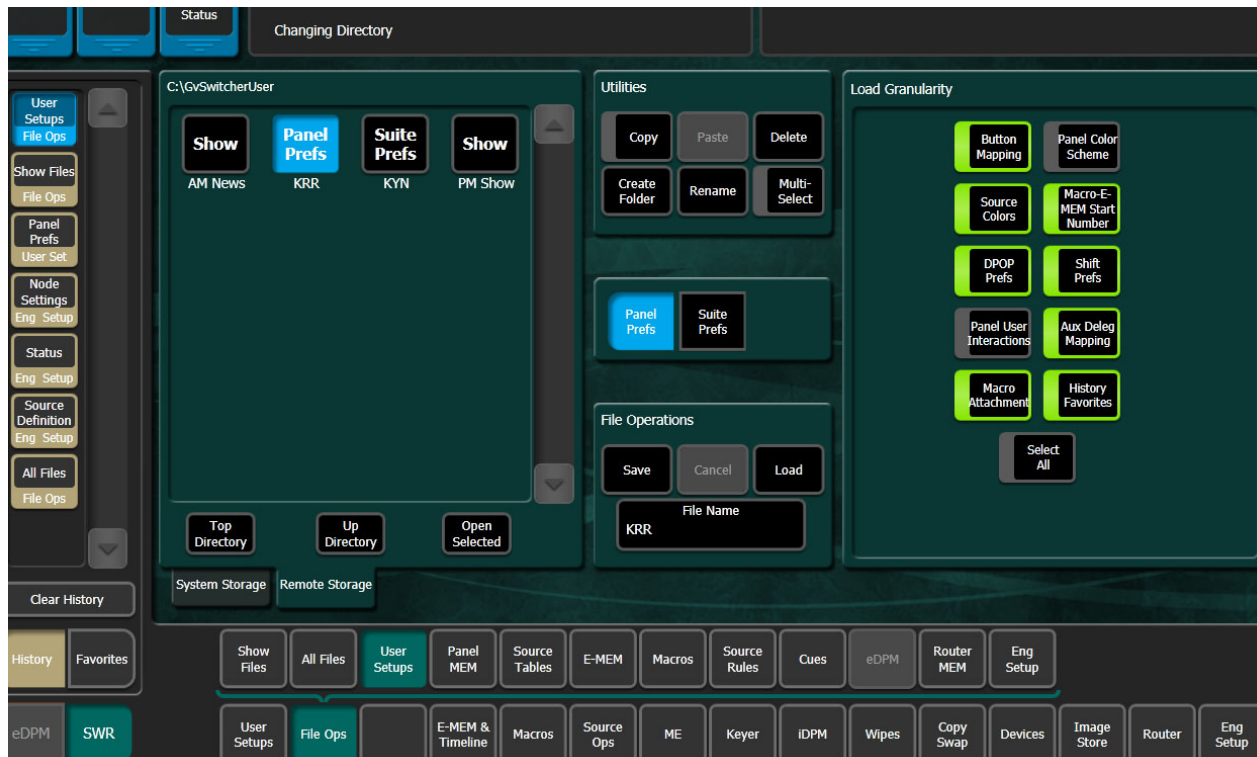 Status
Changing Directory
User
Setups
File Ops
Show Files
File Ops
Panel
Prefs
User Set
Node
Settings
Eng Setup
Status
Eng Setup
Source
Definition
Eng Setup
All Files
File Ops
Clear History
History
Favorites
eDPM
SWR
C:\GvSwitcherUser
Show
AM News
Panel
Prefs
KRR
Suite
Prefs
KYN
Show
PM Show
Top
Directory
Up
Directory
Open
Selected
System Storage
Remote Storage
Utilities
Copy
Paste
Delete
Create
Folder
Rename
Multi-
Select
Panel
Prefs
Suite
Prefs
File Operations
Save
Cancel
Load
File Name
KRR
Load Granularity
Button
Mapping
Panel Color
Scheme
Source
Colors
Macro-E-
MEM Start
Number
DPOP
Prefs
Shift
Prefs
Panel User
Interactions
Aux Deleg
Mapping
Macro
Attachment
History
Favorites
Select
All
Show
Files
All Files
User
Setups
Panel
MEM
Source
Tables
E-MEM
Macros
Source
Rules
Cues
eDPM
Router
MEM
Eng
Setup
User
Setups
File Ops
E-MEM &
Timeline
Macros
Source
Ops
ME
Keyer
iDPM
Wipes
Copy
Swap
Devices
Image
Store
Router
Eng
Setup